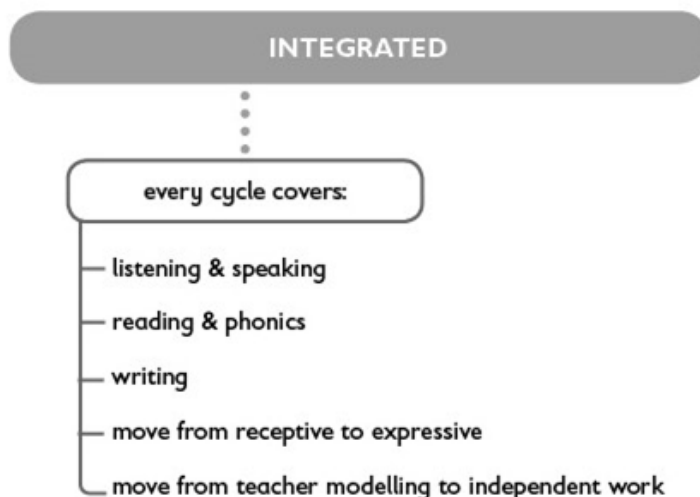 INTEGRATED
every cycle covers:
listening & speaking
reading & phonics
writing
move from receptive to expressive
move from teacher modelling to independent work